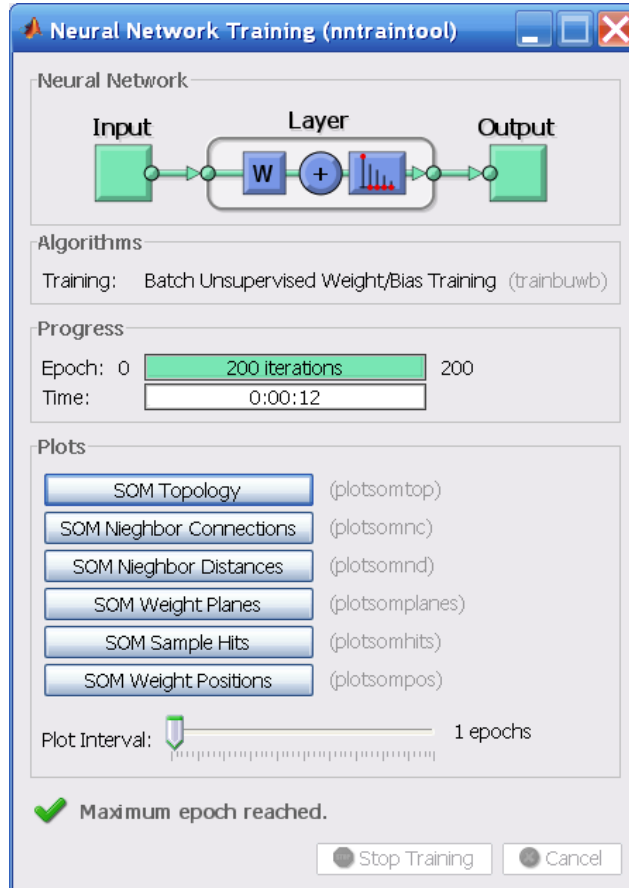 Neural Network Training (nntraintool)
Neural Network
Input
Layer
Output
W
+
Algorithms
Training: Batch Unsupervised Weight/Bias Training (trainbuwb)
Progress
Epoch: 0 200 iterations 200
Time: 0:00:12
Plots
SOM Topology (plotsomtop)
SOM Nieghbor Connections (plotsomnc)
SOM Nieghbor Distances (plotsomnd)
SOM Weight Planes (plotsomplanes)
SOM Sample Hits (plotsomhits)
SOM Weight Positions (plotsompos)
Plot Interval: 1 epochs
Maximum epoch reached.
Stop Training Cancel